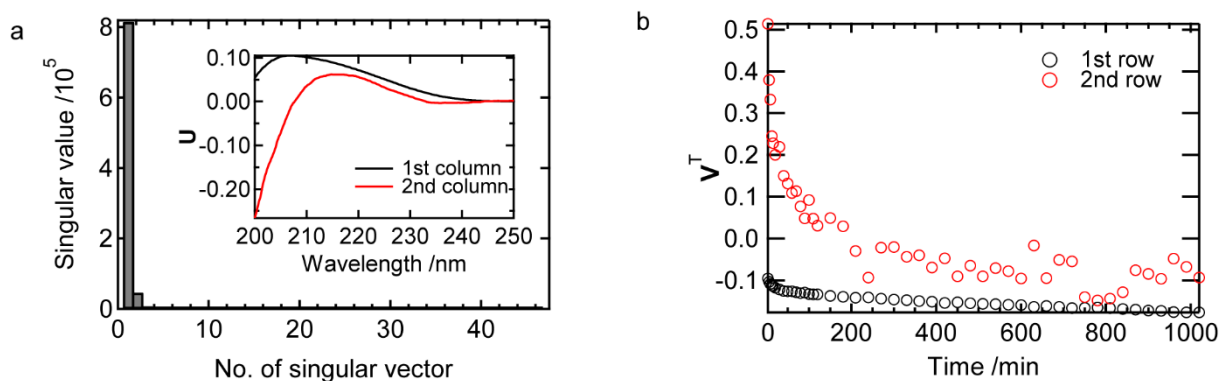 a
Singular value /10^5
8
6
4
2
0
0
10
20
30
40
No. of singular vector
U
0.10
0.00
-0.10
-0.20
1st column
2nd column
200
210
220
230
240
250
Wavelength /nm
b
V^T
0.5
0.4
0.3
0.2
0.1
0.0
-0.1
1st row
2nd row
0
200
400
600
800
1000
Time /min